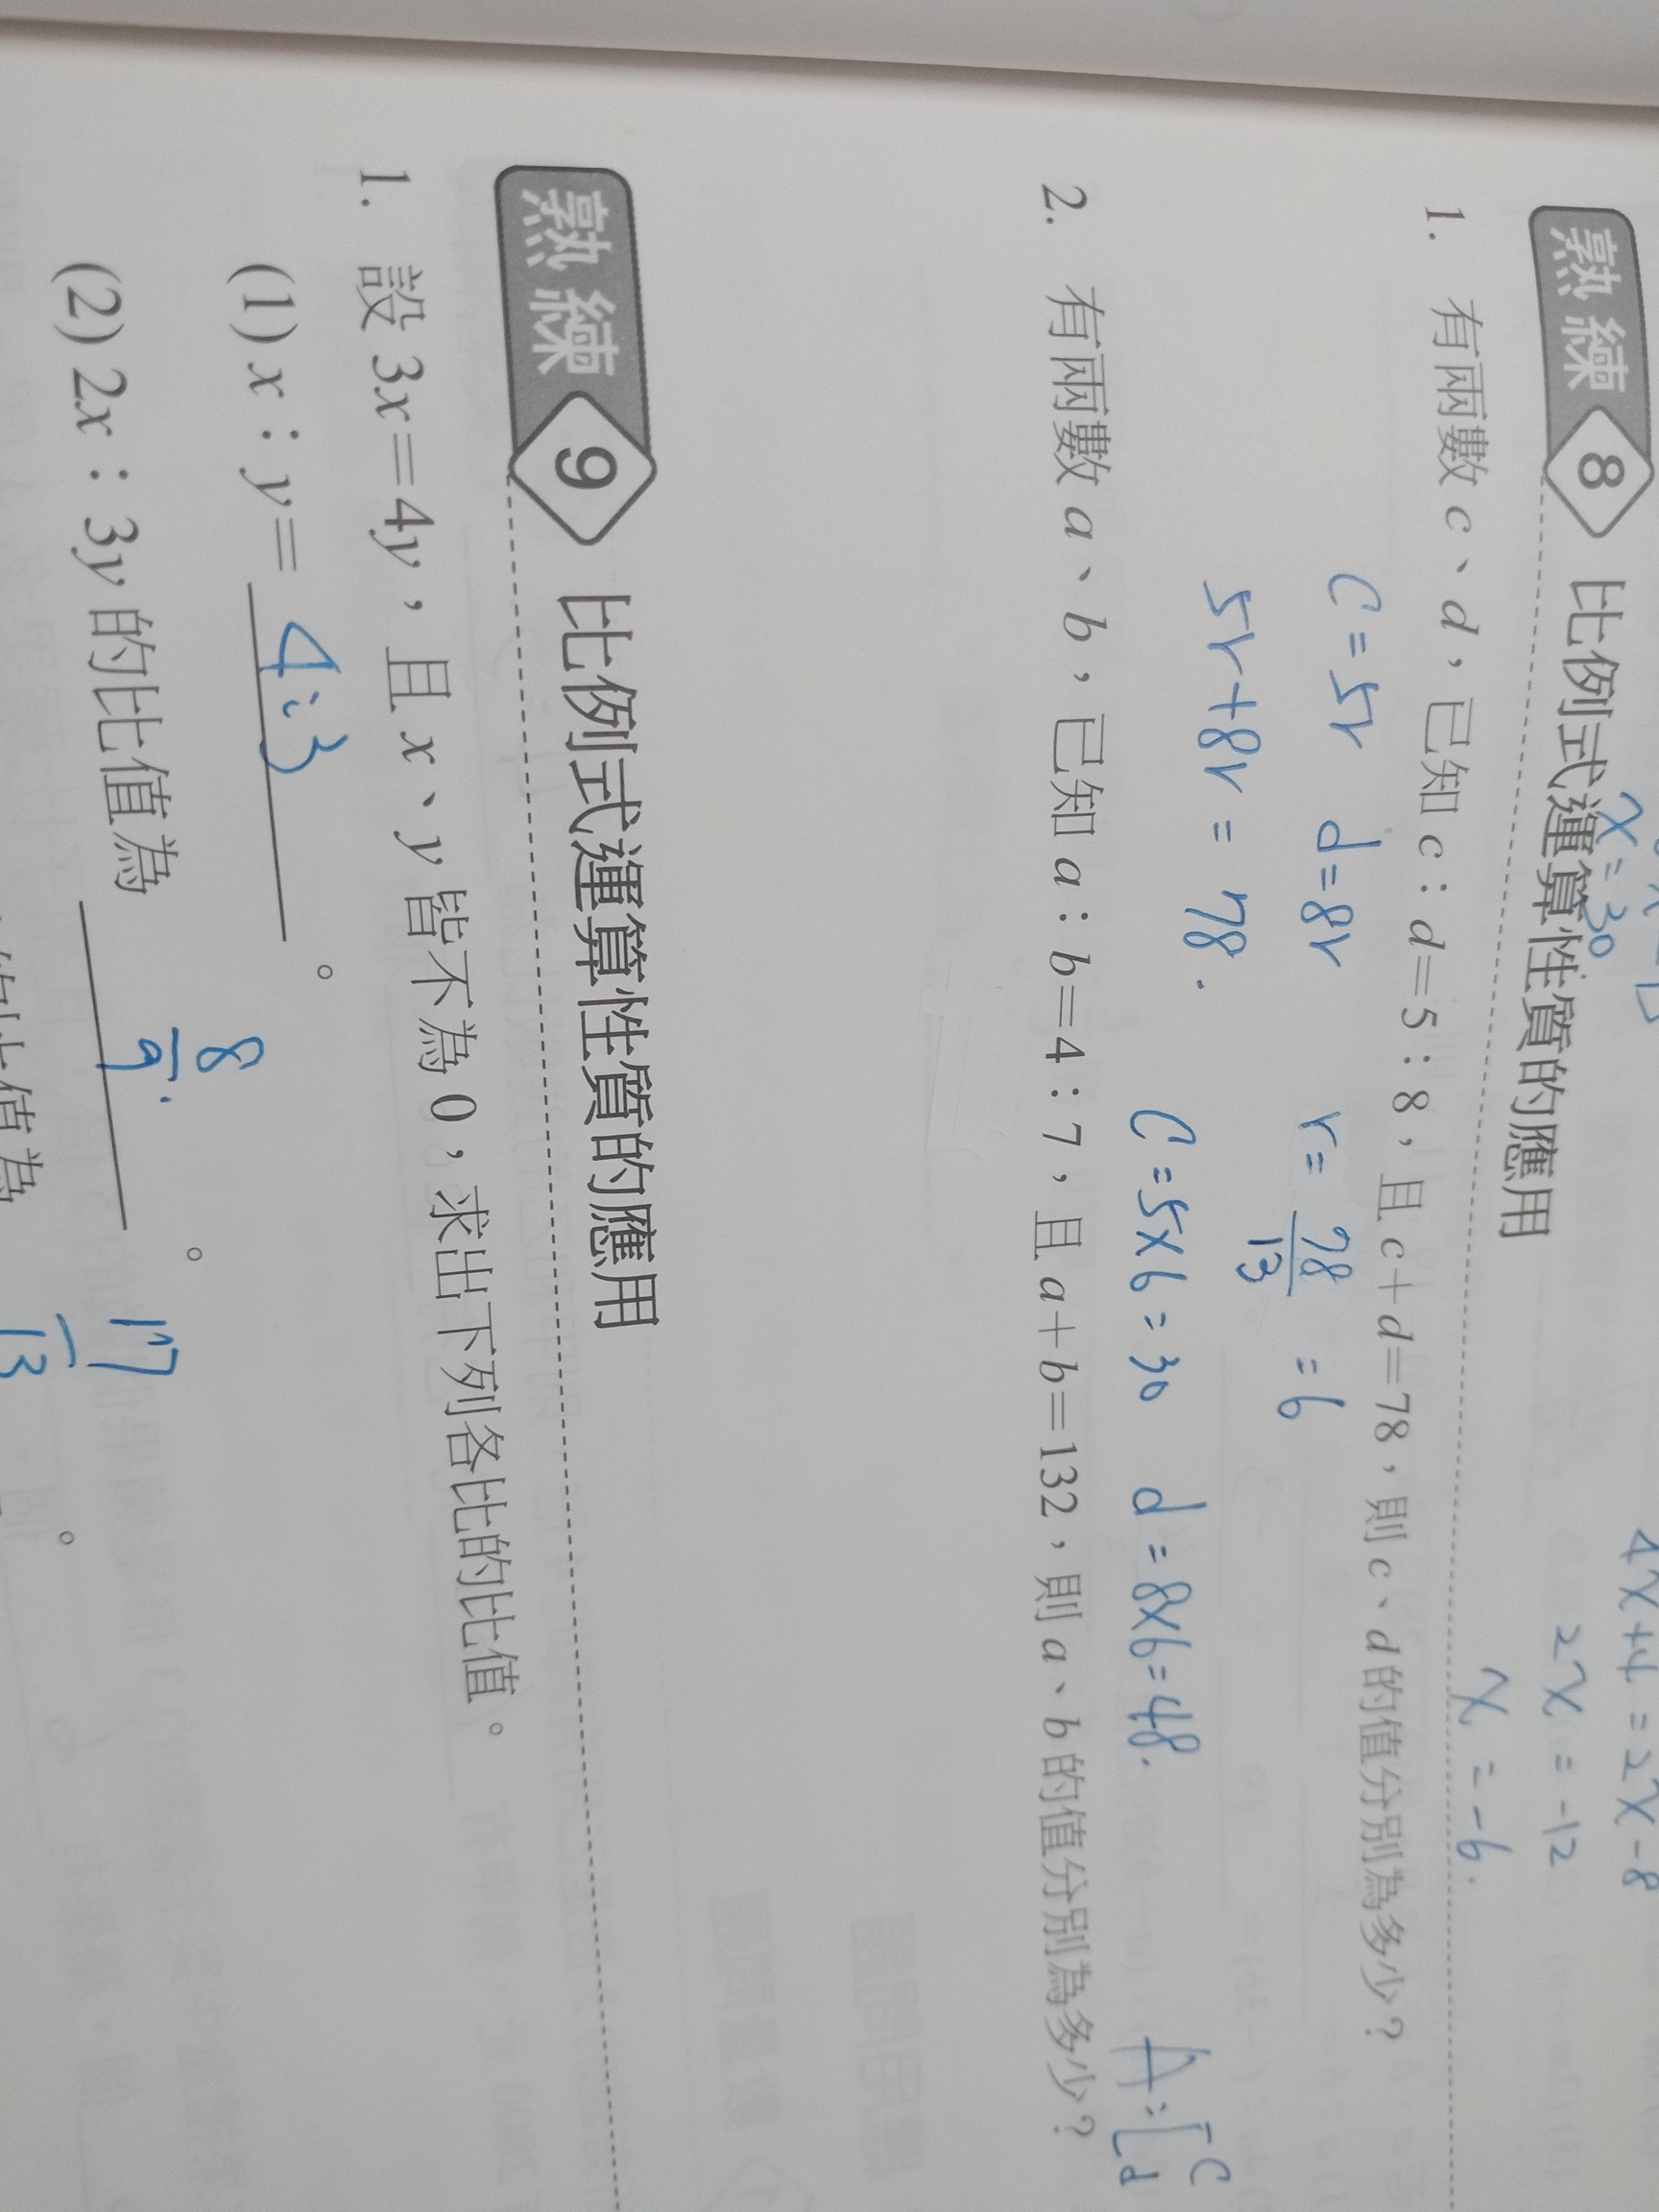 x=30
4x+4=2x-8
2x=-12
x=-6.
熟練 8 比例式運算性質的應用
1. 有兩數 c、d,已知 c:d=5:8,且 c+d=78,則 c、d 的值分別為多少?
c=5r d=8r r=78/13=6
5r+8r=78.
c=5×6=30 d=8×6=48. A:[c d
2. 有兩數 a、b,已知 a:b=4:7,且 a+b=132,則 a、b 的值分別為多少?
熟練 9 比例式運算性質的應用
1. 設 3x=4y,且 x、y 皆不為 0,求出下列各比的比值。
(1) x:y= 4:3 。
(2) 2x:3y 的比值為 8/9. 。
17/13 。
的比值為